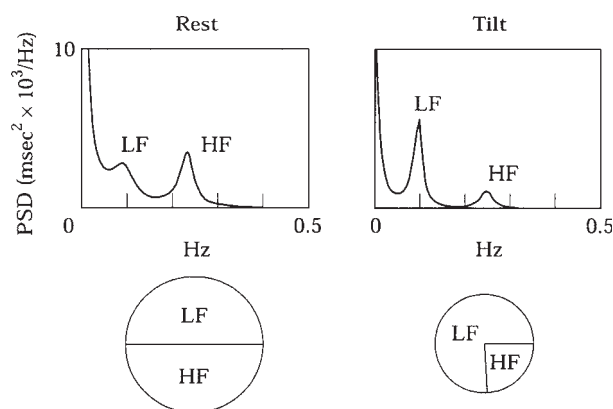 Rest
Tilt
PSD (msec² × 10³/Hz)
10
LF
HF
0
0.5
Hz
LF
HF
0
0.5
Hz
LF
HF
LF
HF